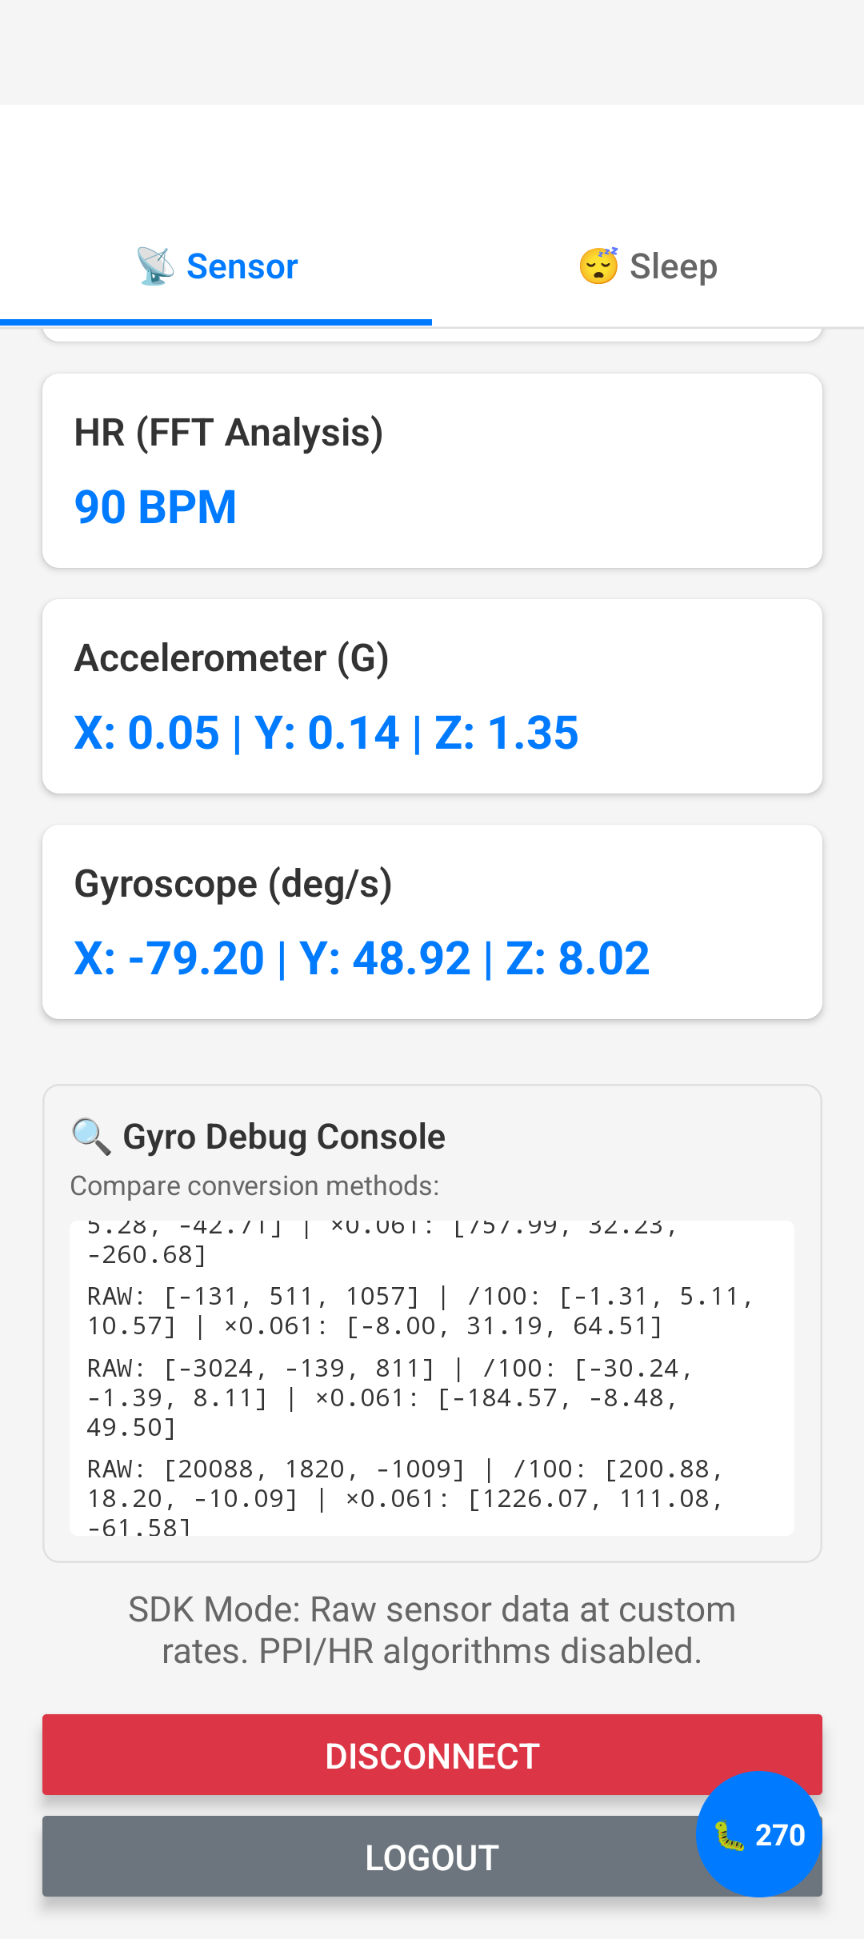 📡 Sensor
😴 Sleep
HR (FFT Analysis)
90 BPM
Accelerometer (G)
X: 0.05 | Y: 0.14 | Z: 1.35
Gyroscope (deg/s)
X: -79.20 | Y: 48.92 | Z: 8.02
🔍 Gyro Debug Console
Compare conversion methods:
5.28, -42.71] | ×0.061: [757.99, 32.23,
-260.68]
RAW: [-131, 511, 1057] | /100: [-1.31, 5.11,
10.57] | ×0.061: [-8.00, 31.19, 64.51]
RAW: [-3024, -139, 811] | /100: [-30.24,
-1.39, 8.11] | ×0.061: [-184.57, -8.48,
49.50]
RAW: [20088, 1820, -1009] | /100: [200.88,
18.20, -10.09] | ×0.061: [1226.07, 111.08,
-61.58]
SDK Mode: Raw sensor data at custom
rates. PPI/HR algorithms disabled.
DISCONNECT
LOGOUT
🐛 270